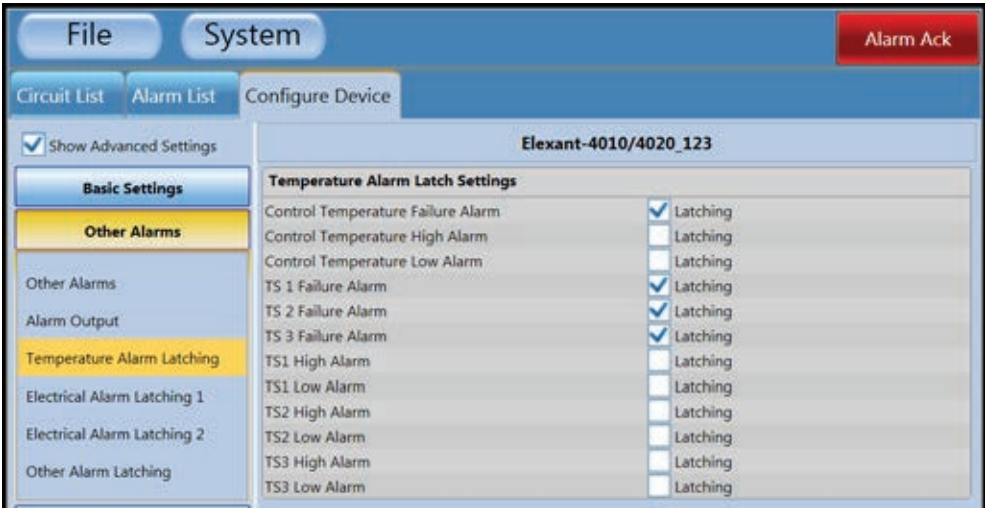 File System Alarm Ack
Circuit List Alarm List Configure Device
Show Advanced Settings
Elexant-4010/4020_123
Basic Settings
Other Alarms
Other Alarms
Alarm Output
Temperature Alarm Latching
Electrical Alarm Latching 1
Electrical Alarm Latching 2
Other Alarm Latching
Temperature Alarm Latch Settings
Control Temperature Failure Alarm Latching
Control Temperature High Alarm Latching
Control Temperature Low Alarm Latching
TS 1 Failure Alarm Latching
TS 2 Failure Alarm Latching
TS 3 Failure Alarm Latching
TS1 High Alarm Latching
TS1 Low Alarm Latching
TS2 High Alarm Latching
TS2 Low Alarm Latching
TS3 High Alarm Latching
TS3 Low Alarm Latching